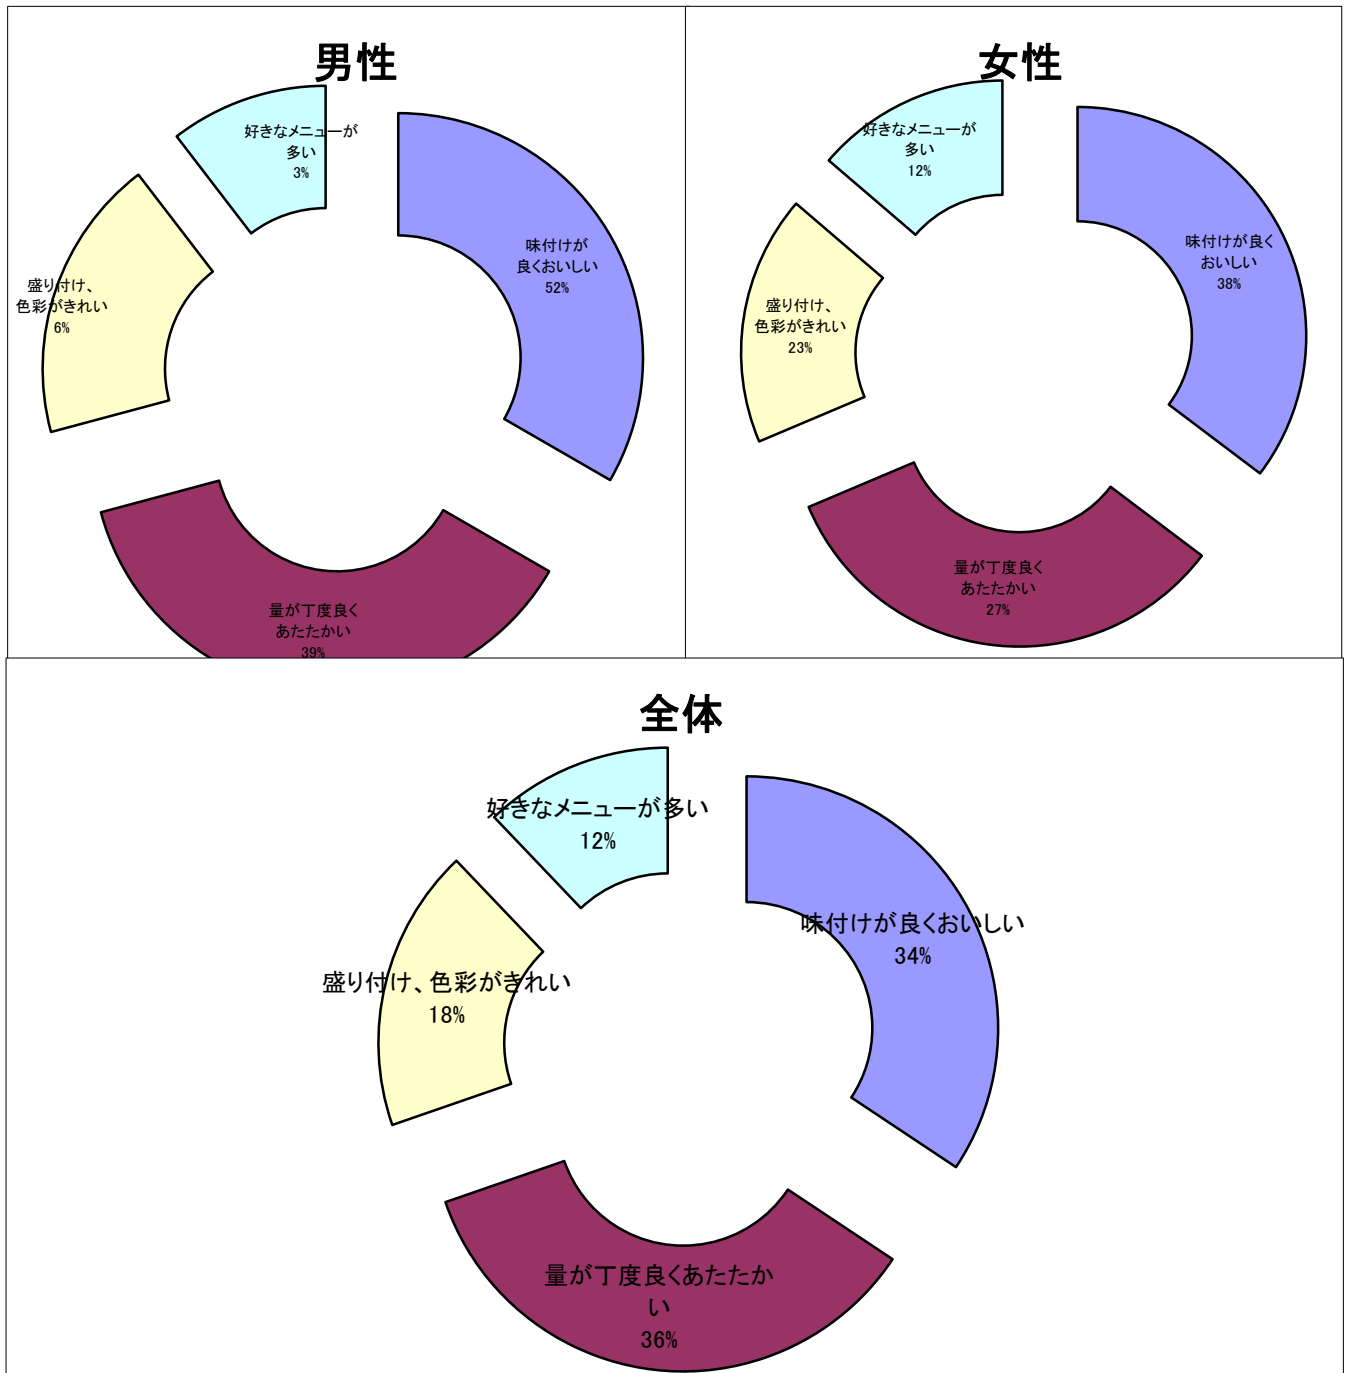 男性
好きなメニューが
多い
3%
味付けが
良くおいしい
52%
盛り付け、
色彩がきれい
6%
量が丁度良く
あたたかい
39%
女性
好きなメニューが
多い
12%
味付けが良く
おいしい
38%
盛り付け、
色彩がきれい
23%
量が丁度良く
あたたかい
27%
全体
好きなメニューが多い
12%
味付けが良くおいしい
34%
盛り付け、色彩がきれい
18%
量が丁度良くあたたか
い
36%